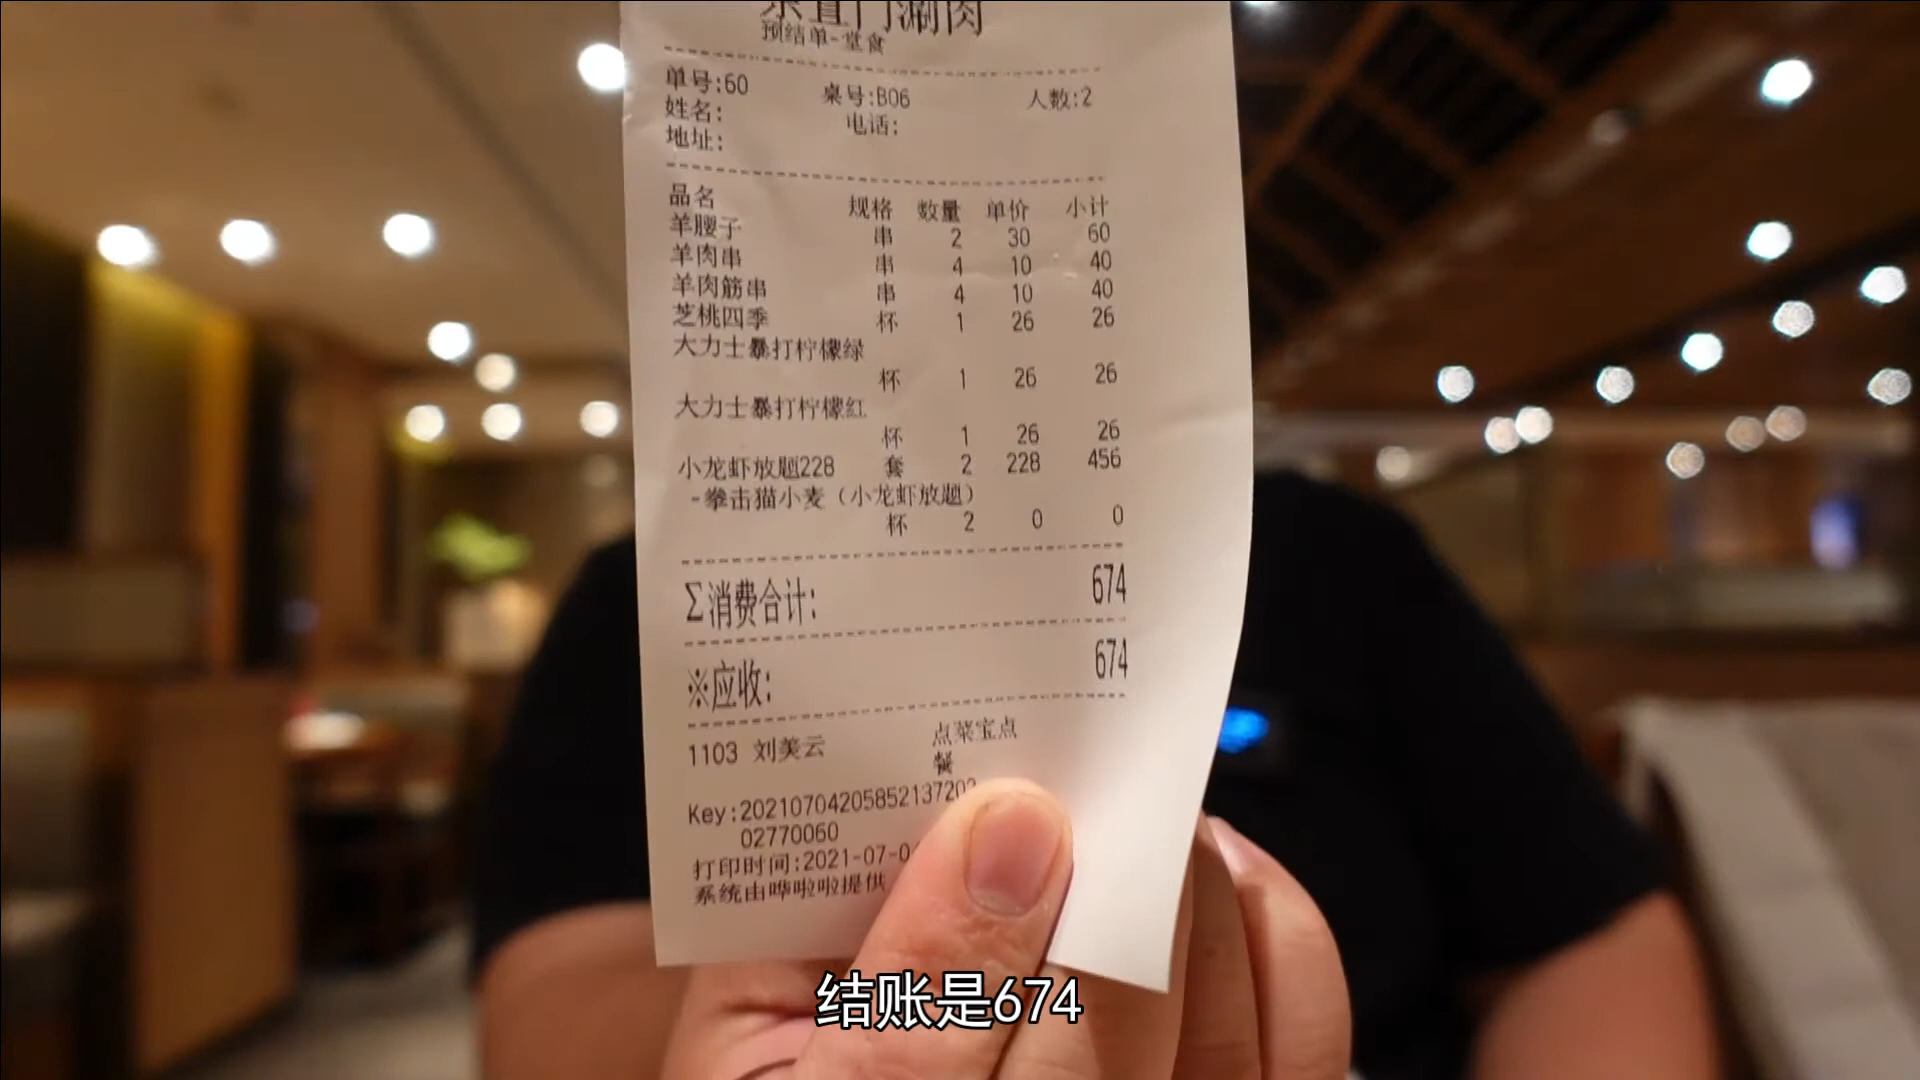 东直门涮肉
预结单-堂食
单号:60 桌号:B06 人数:2
姓名: 电话:
地址:
品名 规格 数量 单价 小计
羊腰子 串 2 30 60
羊肉串 串 4 10 40
羊肉筋串 串 4 10 40
芝桃四季 杯 1 26 26
大力士暴打柠檬绿
杯 1 26 26
大力士暴打柠檬红
杯 1 26 26
小龙虾放题228 套 2 228 456
-拳击猫小麦（小龙虾放题）
杯 2 0 0
Σ消费合计: 674
※应收: 674
1103 刘美云 点菜宝点
餐
Key:20210704205852137202
02770060
打印时间:2021-07-0
系统由哗啦啦提供
结账是674